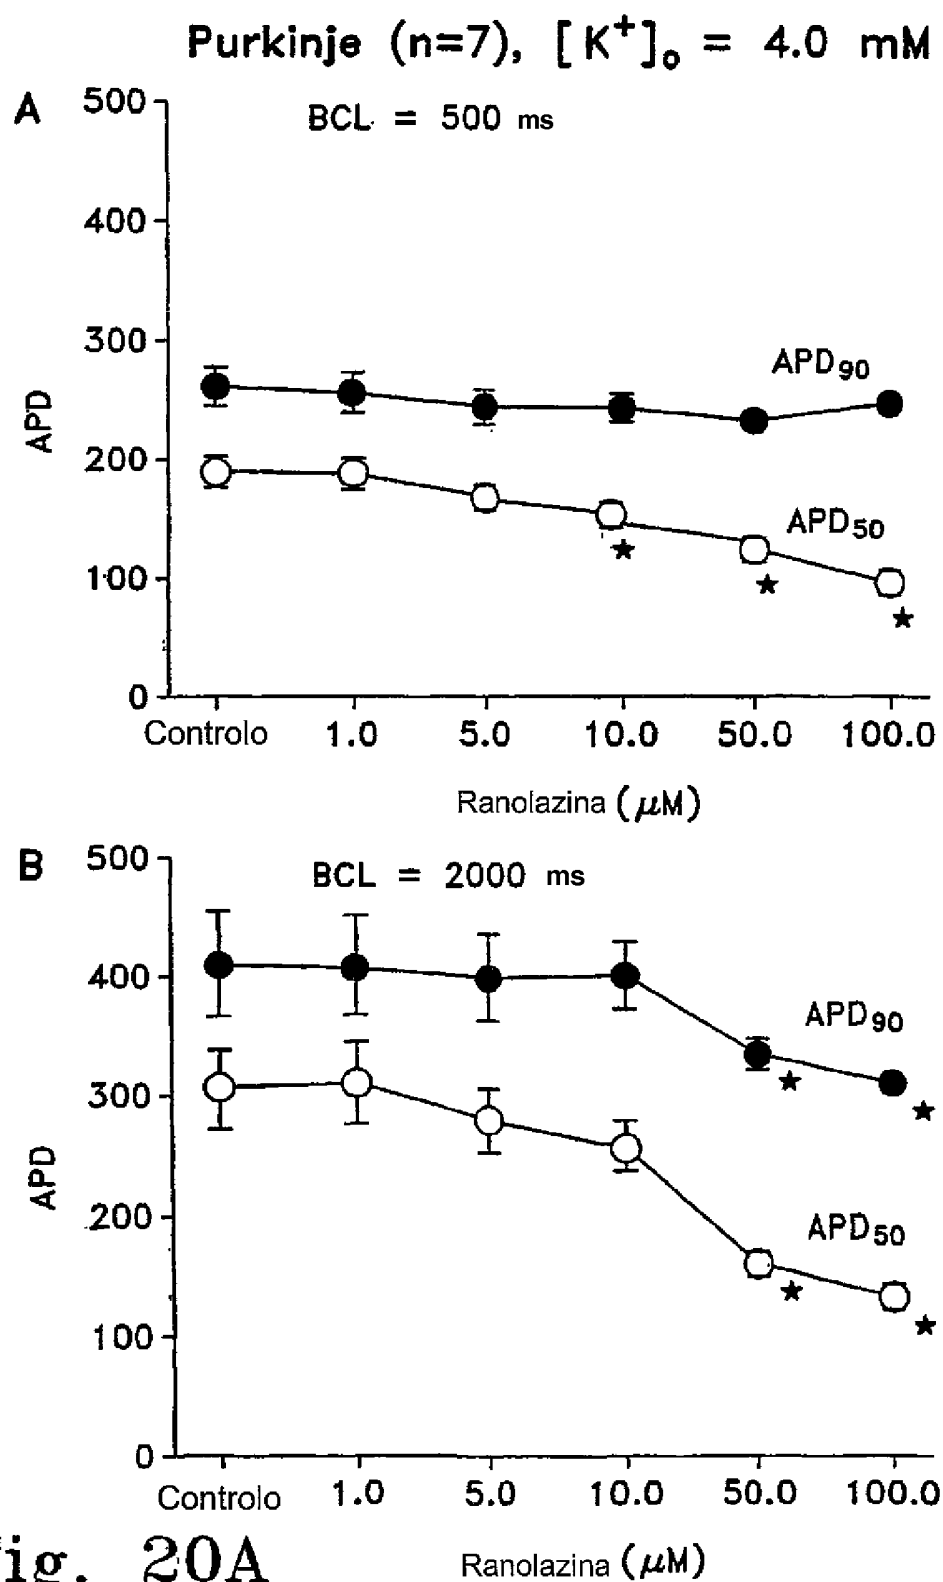 Purkinje (n=7), [K⁺]ₒ = 4.0 mM
A
BCL = 500 ms
500
400
300
200
100
0
APD
APD90
APD50
★
★
★
Controlo 1.0 5.0 10.0 50.0 100.0
Ranolazina (μM)
B
BCL = 2000 ms
500
400
300
200
100
0
APD
APD90
★
★
APD50
★
★
Controlo 1.0 5.0 10.0 50.0 100.0
Ranolazina (μM)
ig. 20A